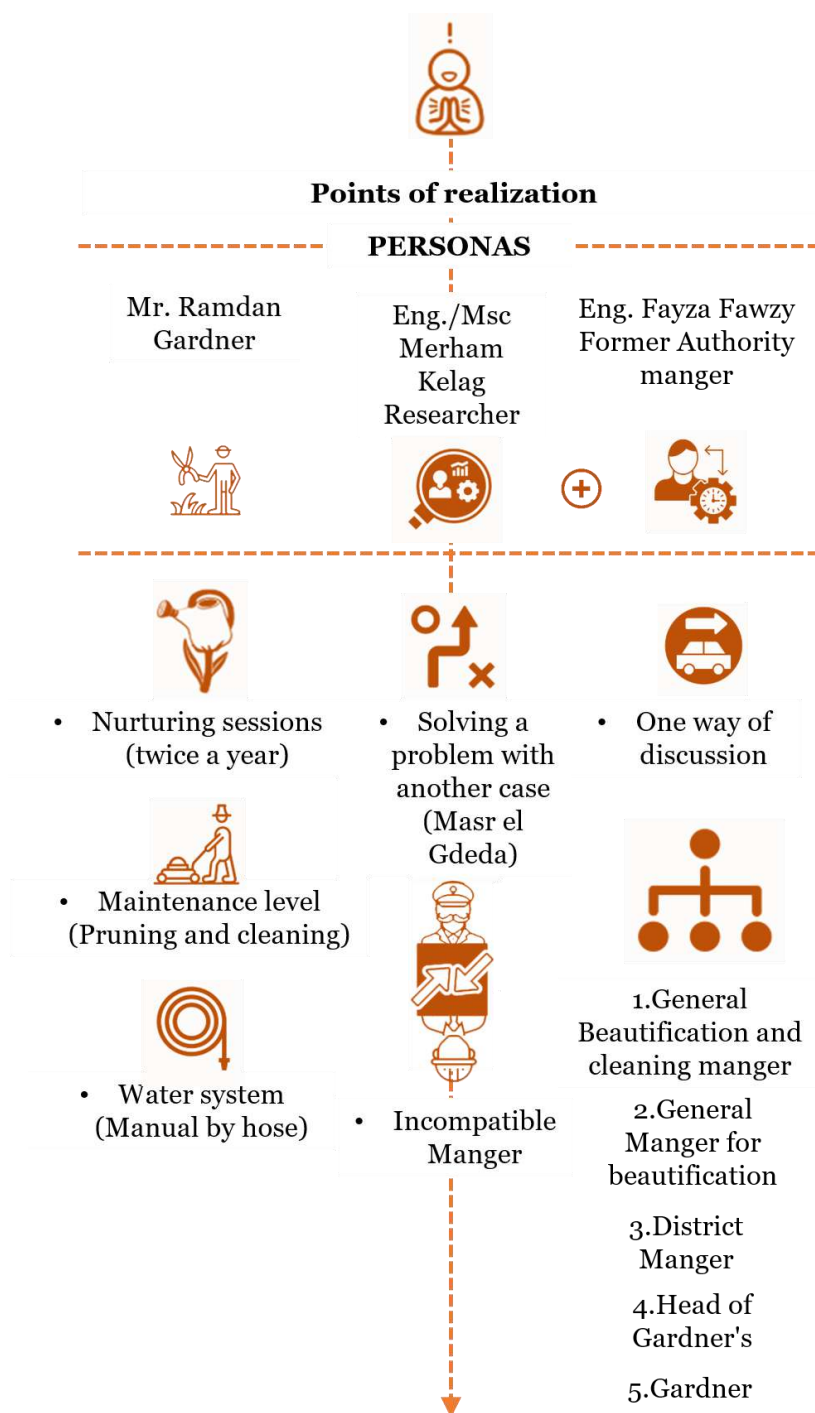 Points of realization
PERSONAS
Mr. Ramdan
Gardner
Eng./Msc
Merham
Kelag
Researcher
Eng. Fayza Fawzy
Former Authority
manger
• Nurturing sessions
(twice a year)
• Maintenance level
(Pruning and cleaning)
• Water system
(Manual by hose)
• Solving a
problem with
another case
(Masr el
Gdeda)
• Incompatible
Manger
• One way of
discussion
1.General
Beautification and
cleaning manger
2.General
Manger for
beautification
3.District
Manger
4.Head of
Gardner's
5.Gardner